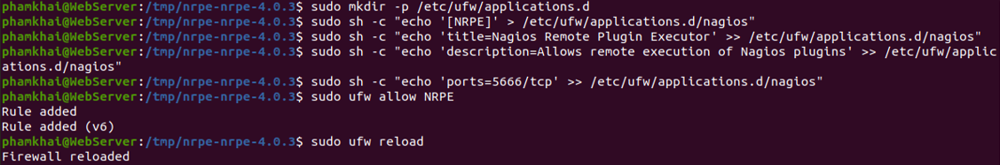 phamkhai@WebServer:/tmp/nrpe-nrpe-4.0.3$ sudo mkdir -p /etc/ufw/applications.d
phamkhai@WebServer:/tmp/nrpe-nrpe-4.0.3$ sudo sh -c "echo '[NRPE]' > /etc/ufw/applications.d/nagios"
phamkhai@WebServer:/tmp/nrpe-nrpe-4.0.3$ sudo sh -c "echo 'title=Nagios Remote Plugin Executor' >> /etc/ufw/applications.d/nagios"
phamkhai@WebServer:/tmp/nrpe-nrpe-4.0.3$ sudo sh -c "echo 'description=Allows remote execution of Nagios plugins' >> /etc/ufw/applic
ations.d/nagios"
phamkhai@WebServer:/tmp/nrpe-nrpe-4.0.3$ sudo sh -c "echo 'ports=5666/tcp' >> /etc/ufw/applications.d/nagios"
phamkhai@WebServer:/tmp/nrpe-nrpe-4.0.3$ sudo ufw allow NRPE
Rule added
Rule added (v6)
phamkhai@WebServer:/tmp/nrpe-nrpe-4.0.3$ sudo ufw reload
Firewall reloaded